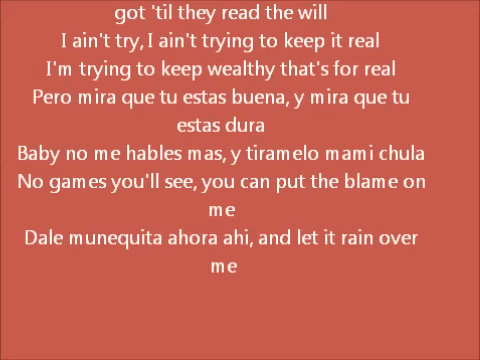 got 'til they read the will
I ain't try, I ain't trying to keep it real
I'm trying to keep wealthy that's for real
Pero mira que tu estas buena, y mira que tu
estas dura
Baby no me hables mas, y tiramelo mami chula
No games you'll see, you can put the blame on
me
Dale munequita ahora ahi, and let it rain over
me